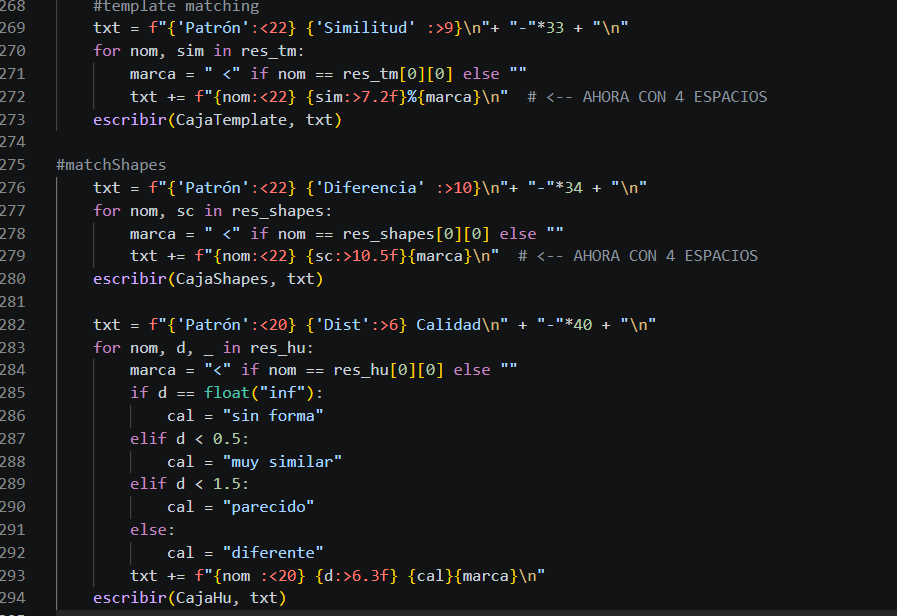 268         #template matching
269         txt = f"{'Patrón':<22} {'Similitud' :>9}\n"+ "-"*33 + "\n"
270         for nom, sim in res_tm:
271             marca = " <" if nom == res_tm[0][0] else ""
272             txt += f"{nom:<22} {sim:>7.2f}%{marca}\n"  # <-- AHORA CON 4 ESPACIOS
273         escribir(CajaTemplate, txt)
274
275     #matchShapes
276         txt = f"{'Patrón':<22} {'Diferencia' :>10}\n"+ "-"*34 + "\n"
277         for nom, sc in res_shapes:
278             marca = " <" if nom == res_shapes[0][0] else ""
279             txt += f"{nom:<22} {sc:>10.5f}{marca}\n"  # <-- AHORA CON 4 ESPACIOS
280         escribir(CajaShapes, txt)
281
282         txt = f"{'Patrón':<20} {'Dist':>6} Calidad\n" + "-"*40 + "\n"
283         for nom, d, _ in res_hu:
284             marca = "<" if nom == res_hu[0][0] else ""
285             if d == float("inf"):
286                 cal = "sin forma"
287             elif d < 0.5:
288                 cal = "muy similar"
289             elif d < 1.5:
290                 cal = "parecido"
291             else:
292                 cal = "diferente"
293             txt += f"{nom :<20} {d:>6.3f} {cal}{marca}\n"
294         escribir(CajaHu, txt)